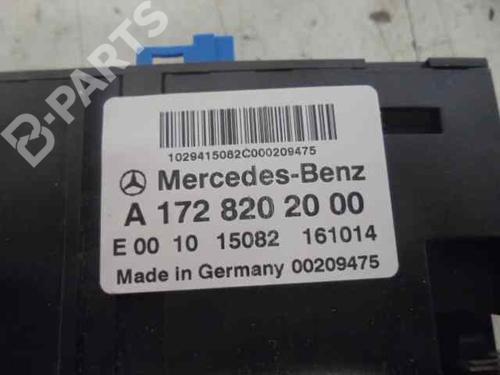 B-PARTS
1029415082C000209475
Mercedes-Benz
A 172 820 20 00
E 00 10 15082 161014
Made in Germany 00209475